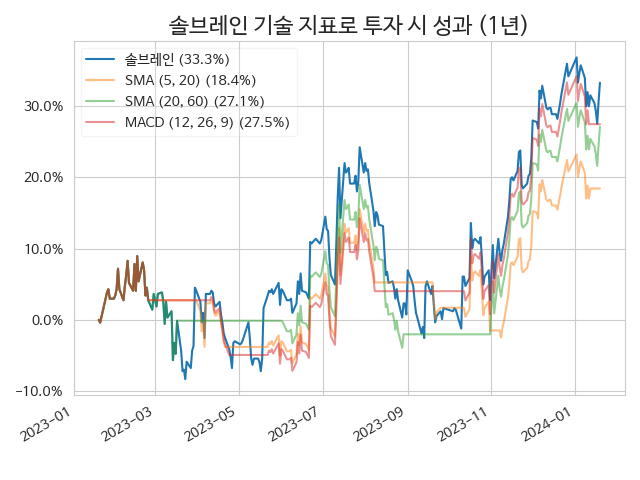 솔브레인 기술 지표로 투자 시 성과 (1년)
솔브레인 (33.3%)
SMA (5, 20) (18.4%)
SMA (20, 60) (27.1%)
MACD (12, 26, 9) (27.5%)
30.0%
20.0%
10.0%
0.0%
−10.0%
2023-01
2023-03
2023-05
2023-07
2023-09
2023-11
2024-01